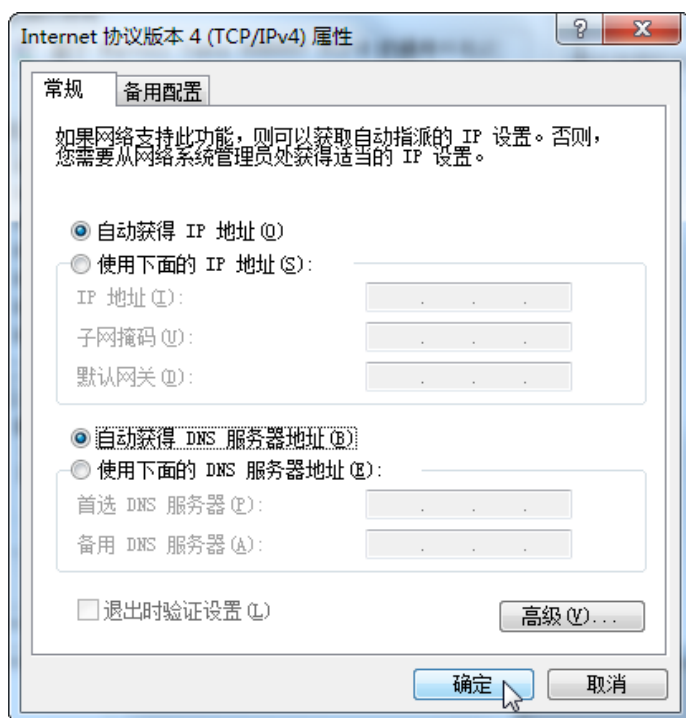 Internet 协议版本 4 (TCP/IPv4) 属性
? X
常规 备用配置
如果网络支持此功能，则可以获取自动指派的 IP 设置。否则，
您需要从网络系统管理员处获得适当的 IP 设置。
自动获得 IP 地址(O)
使用下面的 IP 地址(S):
IP 地址(I):
子网掩码(U):
默认网关(D):
自动获得 DNS 服务器地址(B)
使用下面的 DNS 服务器地址(E):
首选 DNS 服务器(P):
备用 DNS 服务器(A):
退出时验证设置(L)
高级(V)...
确定 取消